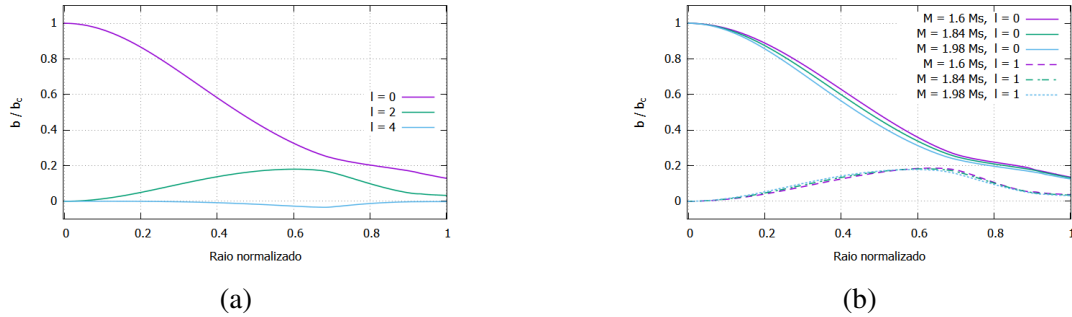 b / b_c
1
0.8
0.6
0.4
0.2
0
0 0.2 0.4 0.6 0.8 1
Raio normalizado
l = 0
l = 2
l = 4
(a)
b / b_c
1
0.8
0.6
0.4
0.2
0
0 0.2 0.4 0.6 0.8 1
Raio normalizado
M = 1.6 Ms, l = 0
M = 1.84 Ms, l = 0
M = 1.98 Ms, l = 0
M = 1.6 Ms, l = 1
M = 1.84 Ms, l = 1
M = 1.98 Ms, l = 1
(b)